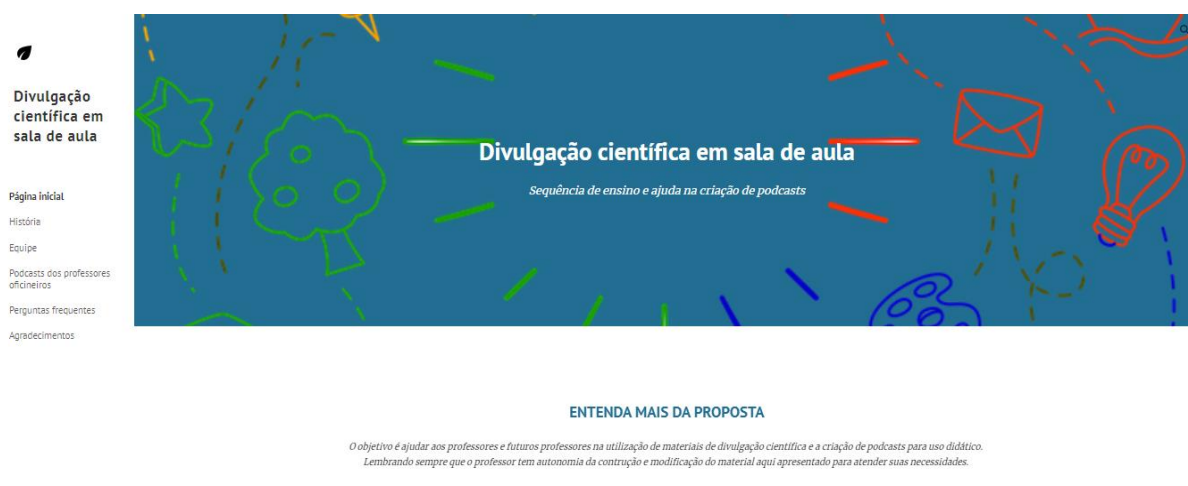 Divulgação
científica em
sala de aula
Página inicial
História
Equipe
Podcasts dos professores
oficineiros
Perguntas frequentes
Agradecimentos
Divulgação científica em sala de aula
Sequência de ensino e ajuda na criação de podcasts
ENTENDA MAIS DA PROPOSTA
O objetivo é ajudar aos professores e futuros professores na utilização de materiais de divulgação científica e a criação de podcasts para uso didático.
Lembrando sempre que o professor tem autonomia da contrução e modificação do material aqui apresentado para atender suas necessidades.